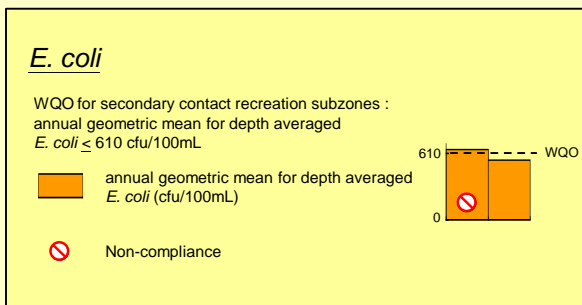 E. coli
WQO for secondary contact recreation subzones :
annual geometric mean for depth averaged
E. coli ≤ 610 cfu/100mL
annual geometric mean for depth averaged
E. coli (cfu/100mL)
Non-compliance
610
WQO
0